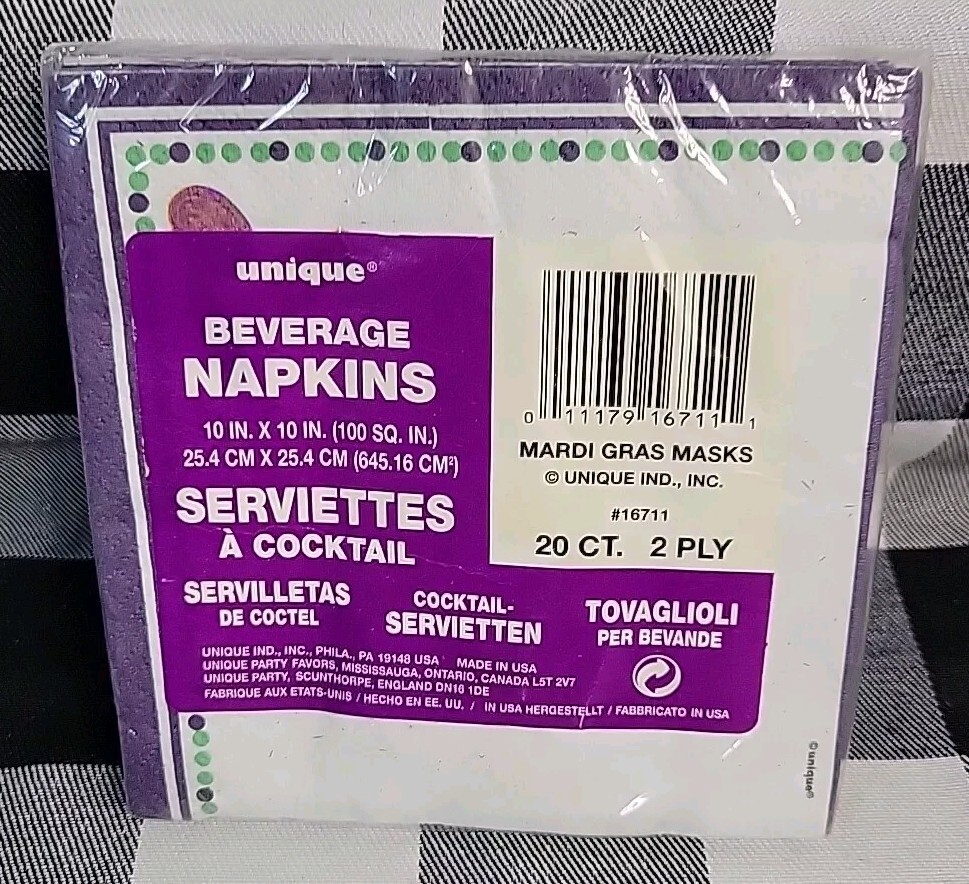 unique®
BEVERAGE
NAPKINS
10 IN. X 10 IN. (100 SQ. IN.)
25.4 CM X 25.4 CM (645.16 CM²)
SERVIETTES
À COCKTAIL
SERVILLETAS
DE COCTEL
COCKTAIL-
SERVIETTEN
TOVAGLIOLI
PER BEVANDE
UNIQUE IND., INC., PHILA., PA 19148 USA MADE IN USA
UNIQUE PARTY FAVORS, MISSISSAUGA, ONTARIO, CANADA L5T 2V7
UNIQUE PARTY, SCUNTHORPE, ENGLAND DN16 1DE
FABRIQUE AUX ETATS-UNIS / HECHO EN EE. UU. / IN USA HERGESTELLT / FABBRICATO IN USA
0 11179 16711 1
MARDI GRAS MASKS
© UNIQUE IND., INC.
#16711
20 CT. 2 PLY
© unique®